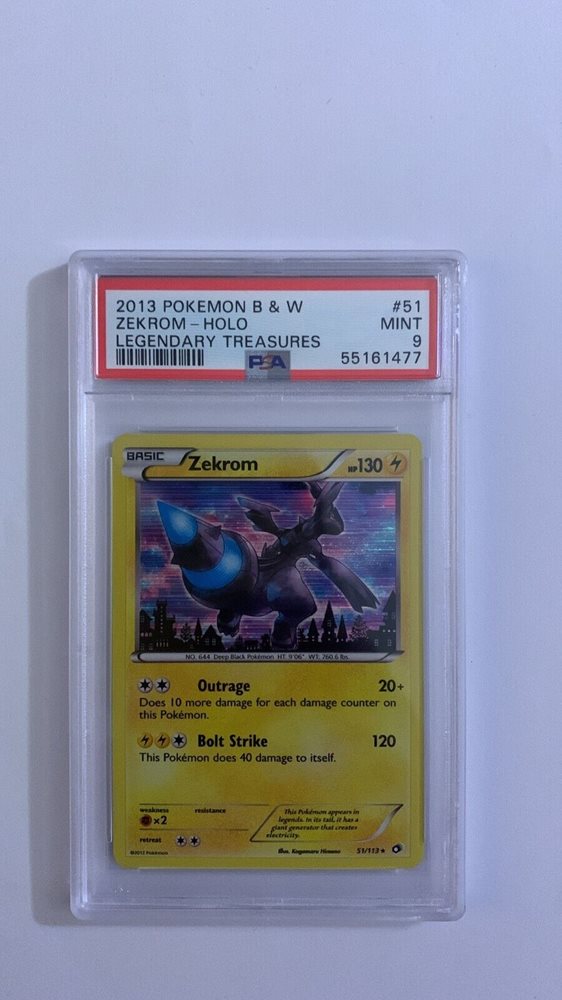 2013 POKEMON B & W #51
ZEKROM - HOLO MINT
LEGENDARY TREASURES 9
PSA 55161477
BASIC Zekrom HP130
NO. 644 Deep Black Pokémon HT: 9'06" WT: 760.6 lbs.
Outrage 20+
Does 10 more damage for each damage counter on
this Pokémon.
Bolt Strike 120
This Pokémon does 40 damage to itself.
weakness resistance
×2
retreat
This Pokémon appears in
legends. In its tail, it has a
giant generator that creates
electricity.
©2013 Pokémon Illus. Kagemaru Himeno 51/113★